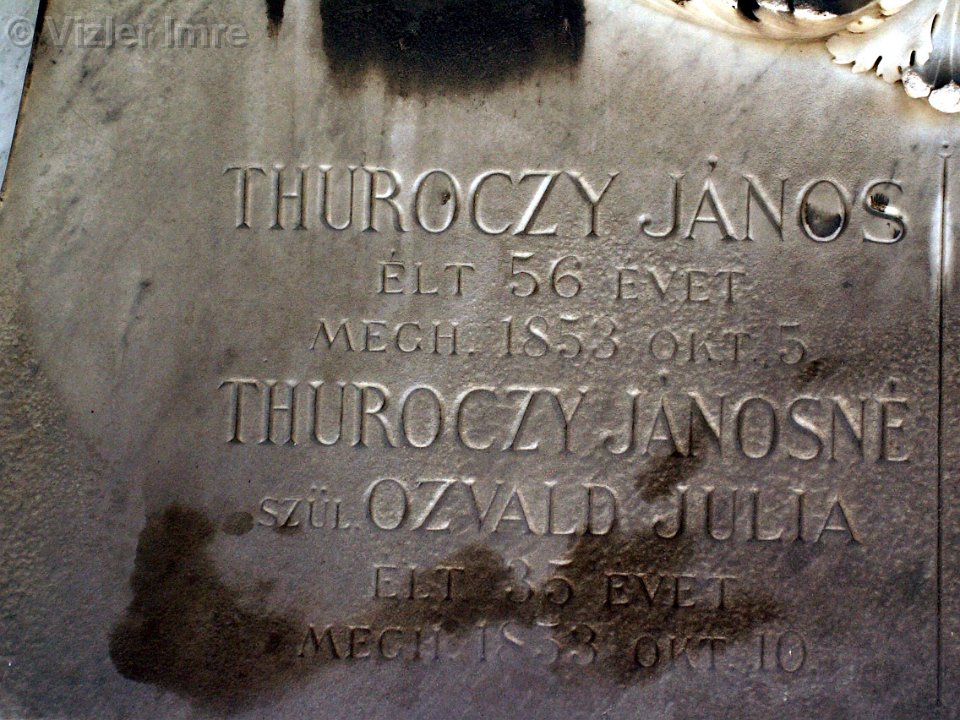 © Vizler Imre
THUROCZY JÁNOS
ÉLT 56 ÉVET
MEGH. 1853 OKT. 5
THUROCZY JÁNOSNÉ
SZÜL. OZVALD JULIA
ÉLT 35 ÉVET
MEGH. 1853 OKT. 10